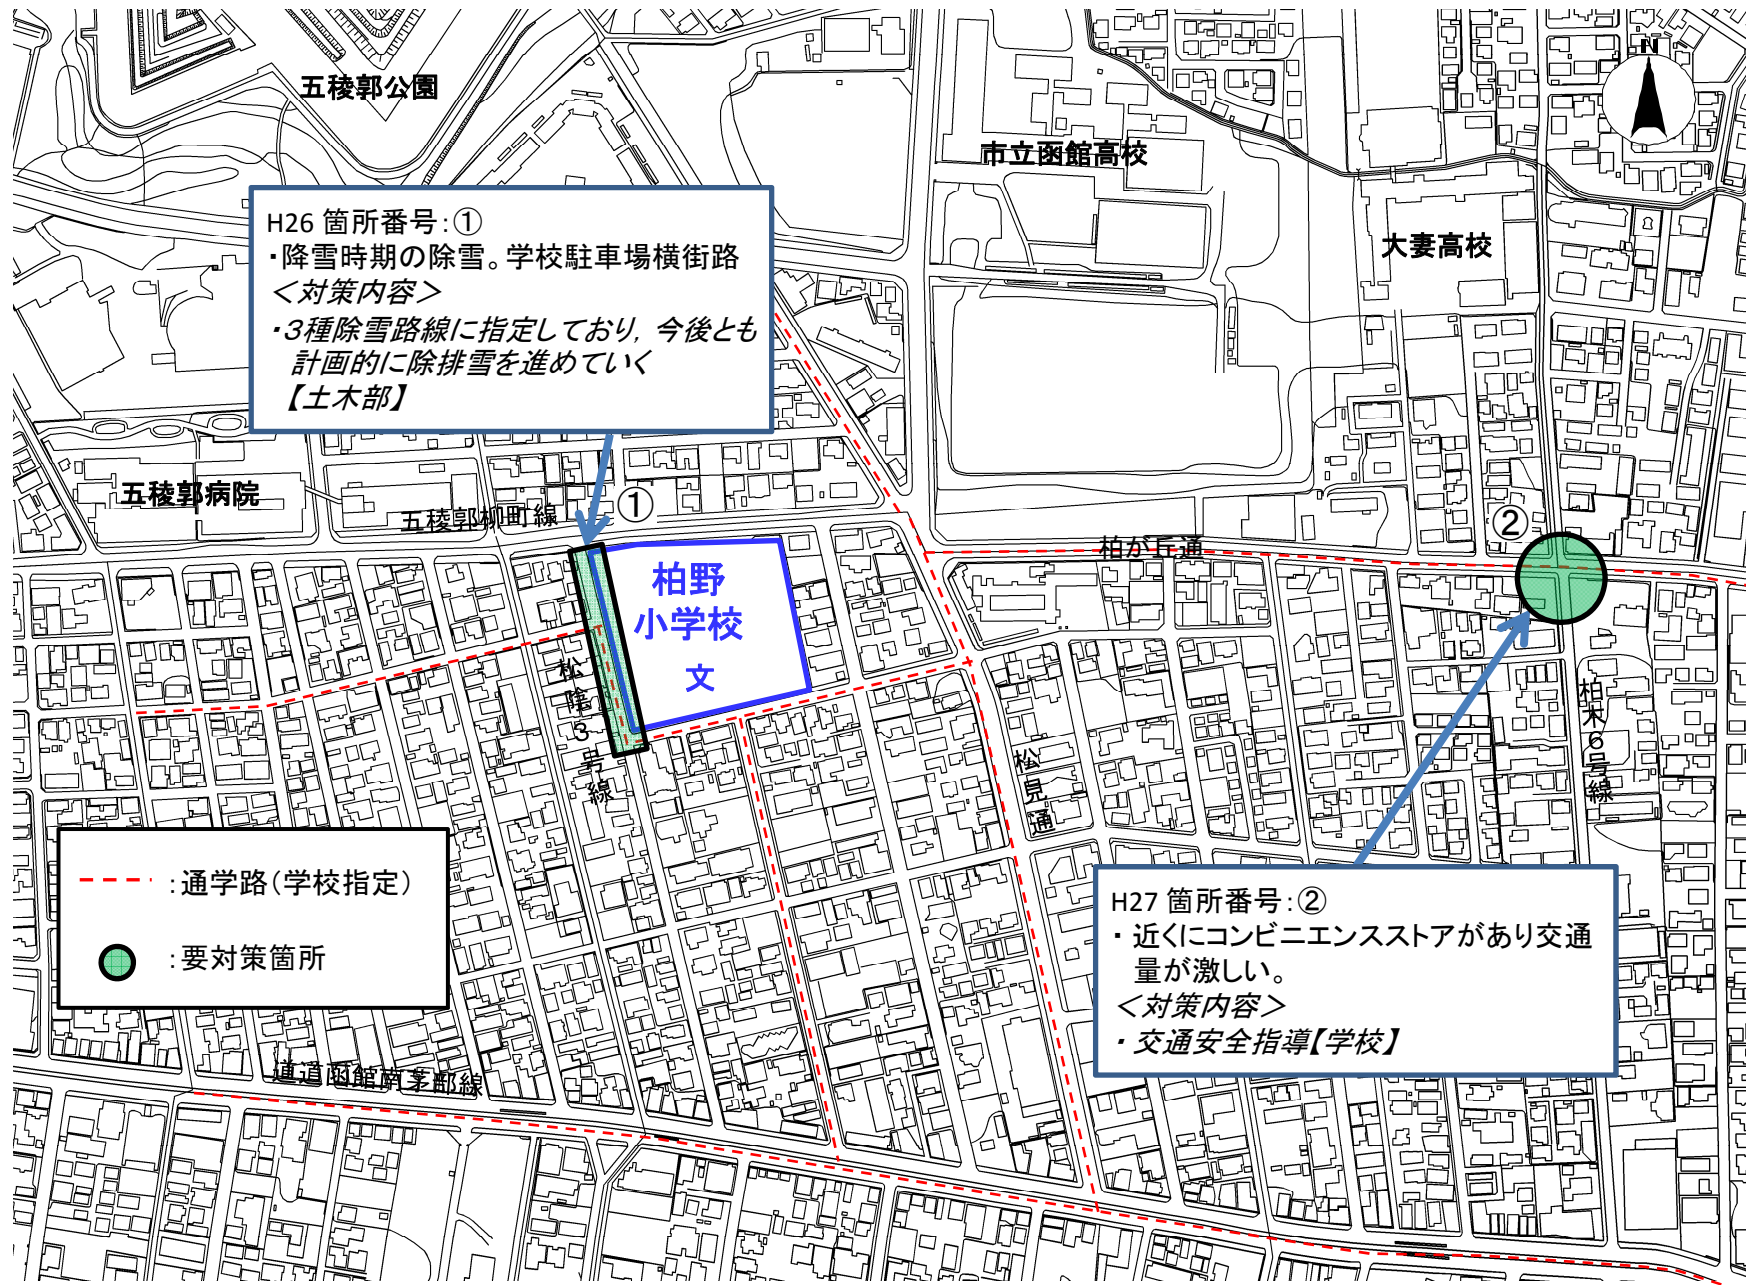 五稜郭公園
N
市立函館高校
大妻高校
H26 箇所番号:①
・降雪時期の除雪。学校駐車場横街路
＜対策内容＞
・3種除雪路線に指定しており,今後とも
計画的に除排雪を進めていく
【土木部】
五稜郭病院
五稜郭柳町線
①
②
柏が丘通
柏野
小学校
文
松陰3号線
松見通
柏木6号線
:通学路(学校指定)
:要対策箇所
H27 箇所番号:②
・近くにコンビニエンスストアがあり交通
量が激しい。
＜対策内容＞
・交通安全指導【学校】
道道函館南茅部線